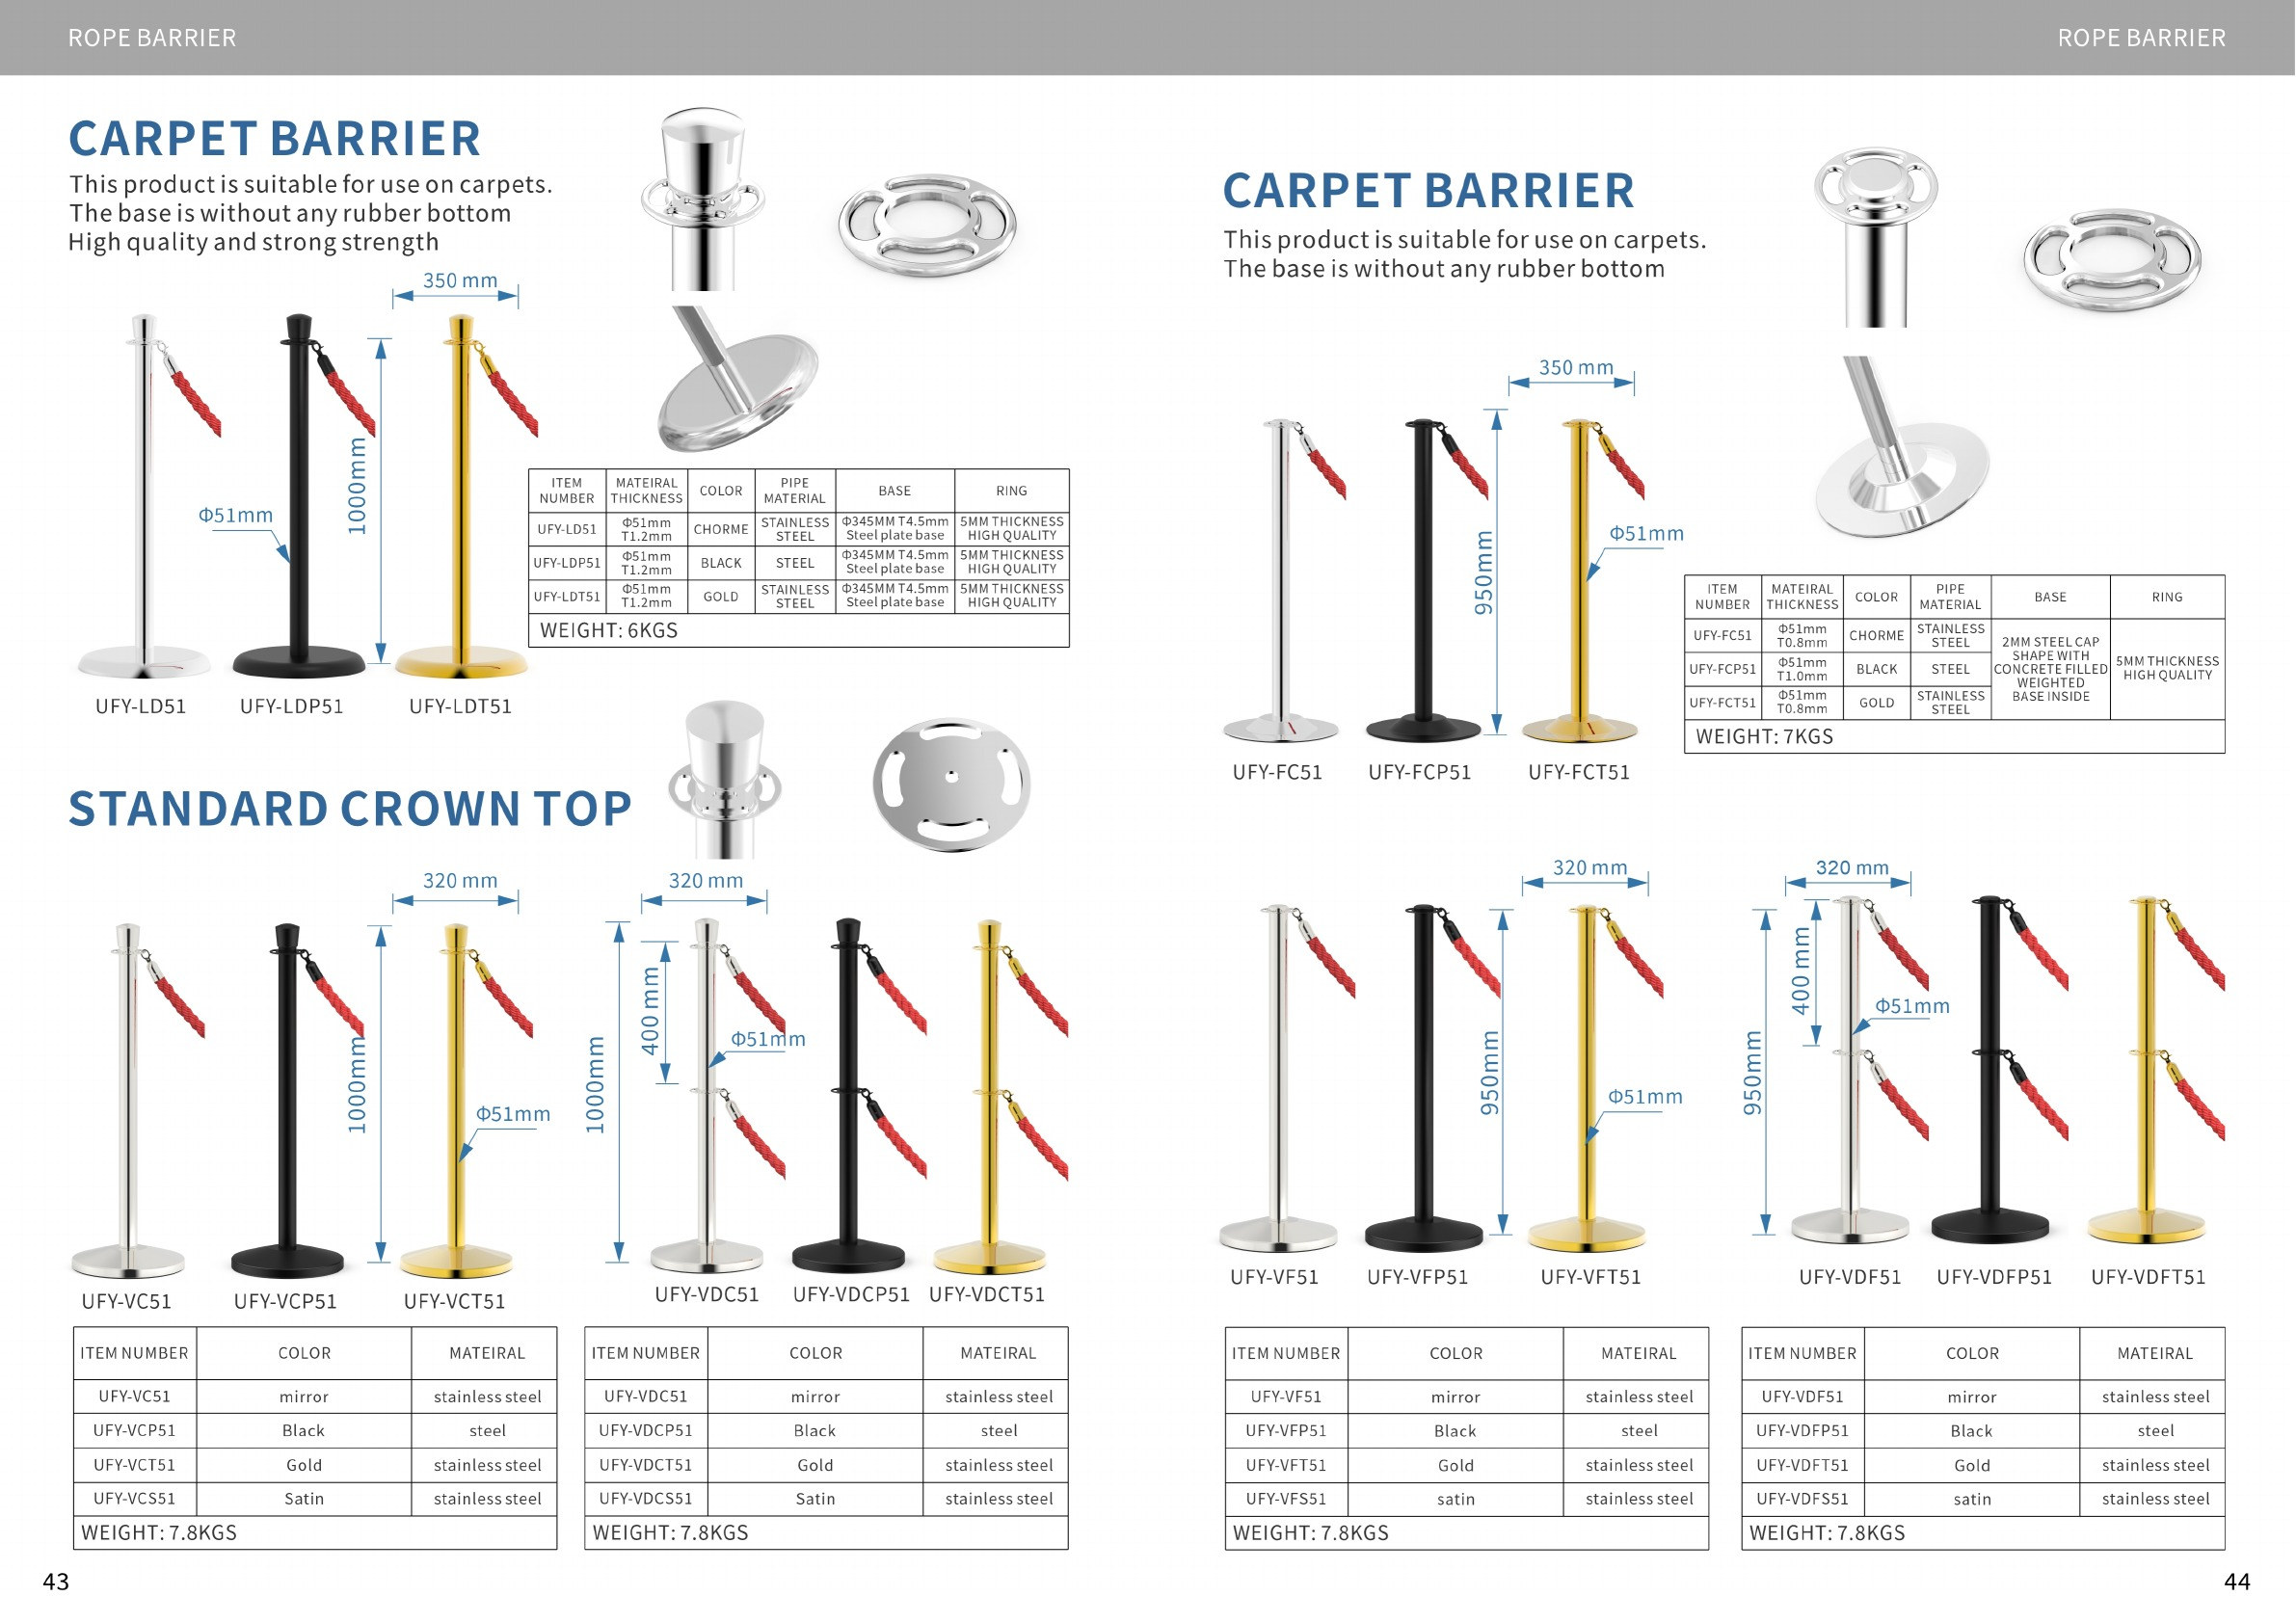 ROPE BARRIER
ROPE BARRIER
CARPET BARRIER
This product is suitable for use on carpets.
The base is without any rubber bottom
High quality and strong strength
350 mm
1000mm
Φ51mm
UFY-LD51
UFY-LDP51
UFY-LDT51
ITEM NUMBER MATEIRAL THICKNESS COLOR PIPE MATERIAL BASE RING
UFY-LD51 Φ51mm T1.2mm CHORME STAINLESS STEEL Φ345MM T4.5mm Steel plate base 5MM THICKNESS HIGH QUALITY
UFY-LDP51 Φ51mm T1.2mm BLACK STEEL Φ345MM T4.5mm Steel plate base 5MM THICKNESS HIGH QUALITY
UFY-LDT51 Φ51mm T1.2mm GOLD STAINLESS STEEL Φ345MM T4.5mm Steel plate base 5MM THICKNESS HIGH QUALITY
WEIGHT: 6KGS
STANDARD CROWN TOP
320 mm
1000mm
Φ51mm
UFY-VC51
UFY-VCP51
UFY-VCT51
320 mm
1000mm
400 mm
Φ51mm
UFY-VDC51
UFY-VDCP51
UFY-VDCT51
ITEM NUMBER COLOR MATEIRAL
UFY-VC51 mirror stainless steel
UFY-VCP51 Black steel
UFY-VCT51 Gold stainless steel
UFY-VCS51 Satin stainless steel
WEIGHT: 7.8KGS
ITEM NUMBER COLOR MATEIRAL
UFY-VDC51 mirror stainless steel
UFY-VDCP51 Black steel
UFY-VDCT51 Gold stainless steel
UFY-VDCS51 Satin stainless steel
WEIGHT: 7.8KGS
43
CARPET BARRIER
This product is suitable for use on carpets.
The base is without any rubber bottom
350 mm
950mm
Φ51mm
UFY-FC51
UFY-FCP51
UFY-FCT51
ITEM NUMBER MATEIRAL THICKNESS COLOR PIPE MATERIAL BASE RING
UFY-FC51 Φ51mm T0.8mm CHORME STAINLESS STEEL
UFY-FCP51 Φ51mm T1.0mm BLACK STEEL
UFY-FCT51 Φ51mm T0.8mm GOLD STAINLESS STEEL
2MM STEEL CAP
SHAPE WITH
CONCRETE FILLED
WEIGHTED
BASE INSIDE
5MM THICKNESS
HIGH QUALITY
WEIGHT: 7KGS
320 mm
950mm
Φ51mm
UFY-VF51
UFY-VFP51
UFY-VFT51
320 mm
950mm
400 mm
Φ51mm
UFY-VDF51
UFY-VDFP51
UFY-VDFT51
ITEM NUMBER COLOR MATEIRAL
UFY-VF51 mirror stainless steel
UFY-VFP51 Black steel
UFY-VFT51 Gold stainless steel
UFY-VFS51 satin stainless steel
WEIGHT: 7.8KGS
ITEM NUMBER COLOR MATEIRAL
UFY-VDF51 mirror stainless steel
UFY-VDFP51 Black steel
UFY-VDFT51 Gold stainless steel
UFY-VDFS51 satin stainless steel
WEIGHT: 7.8KGS
44